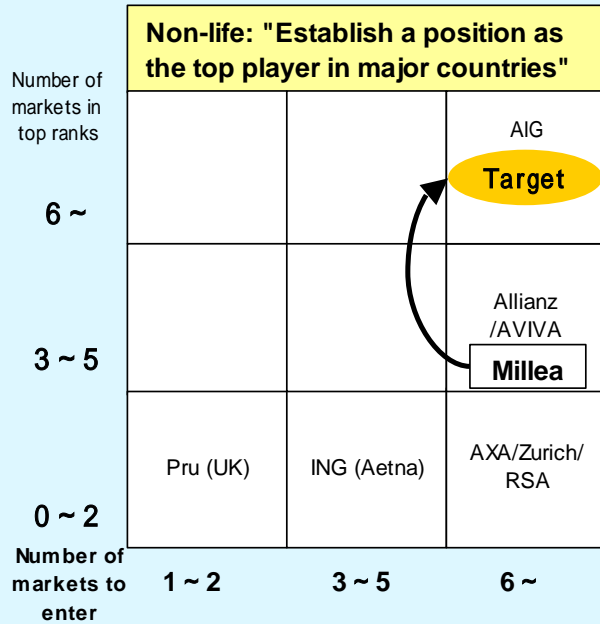 Non-life: "Establish a position as
the top player in major countries"
Number of
markets in
top ranks
AIG
Target
6 ~
Allianz
/AVIVA
3 ~ 5
Millea
Pru (UK)
ING (Aetna)
AXA/Zurich/
RSA
0 ~ 2
Number of
markets to
enter
1 ~ 2
3 ~ 5
6 ~